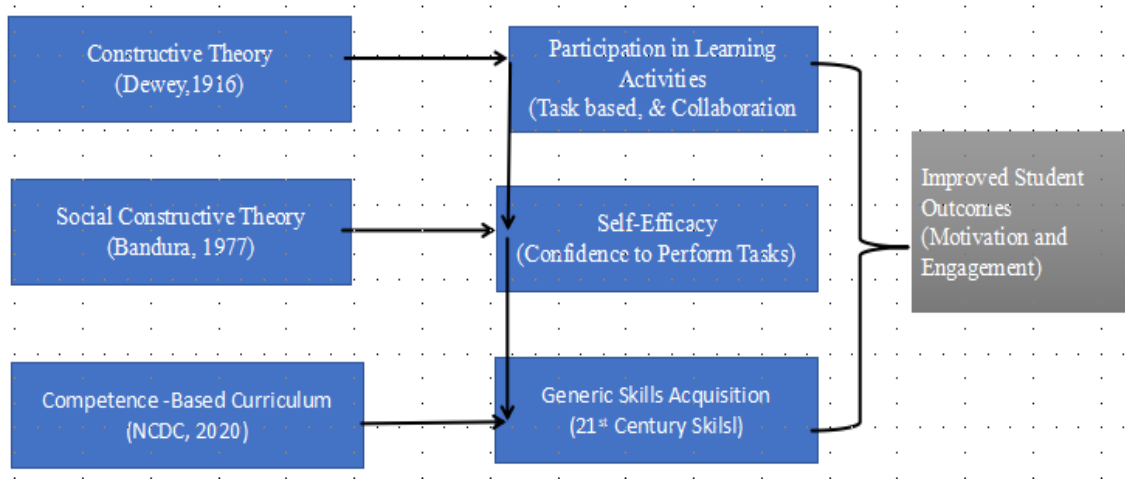 Constructive Theory
(Dewey,1916)
Participation in Learning
Activities
(Task based, & Collaboration
Social Constructive Theory
(Bandura, 1977)
Self-Efficacy
(Confidence to Perform Tasks)
Improved Student
Outcomes
(Motivation and
Engagement)
Competence -Based Curriculum
(NCDC, 2020)
Generic Skills Acquisition
(21st Century Skilsl)